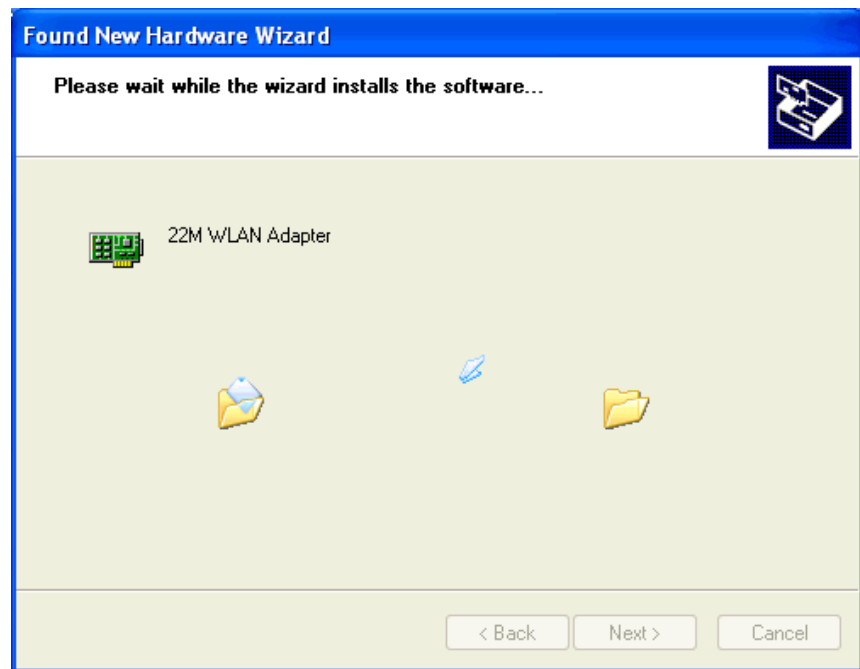 Found New Hardware Wizard
Please wait while the wizard installs the software...
22M WLAN Adapter
< Back Next > Cancel